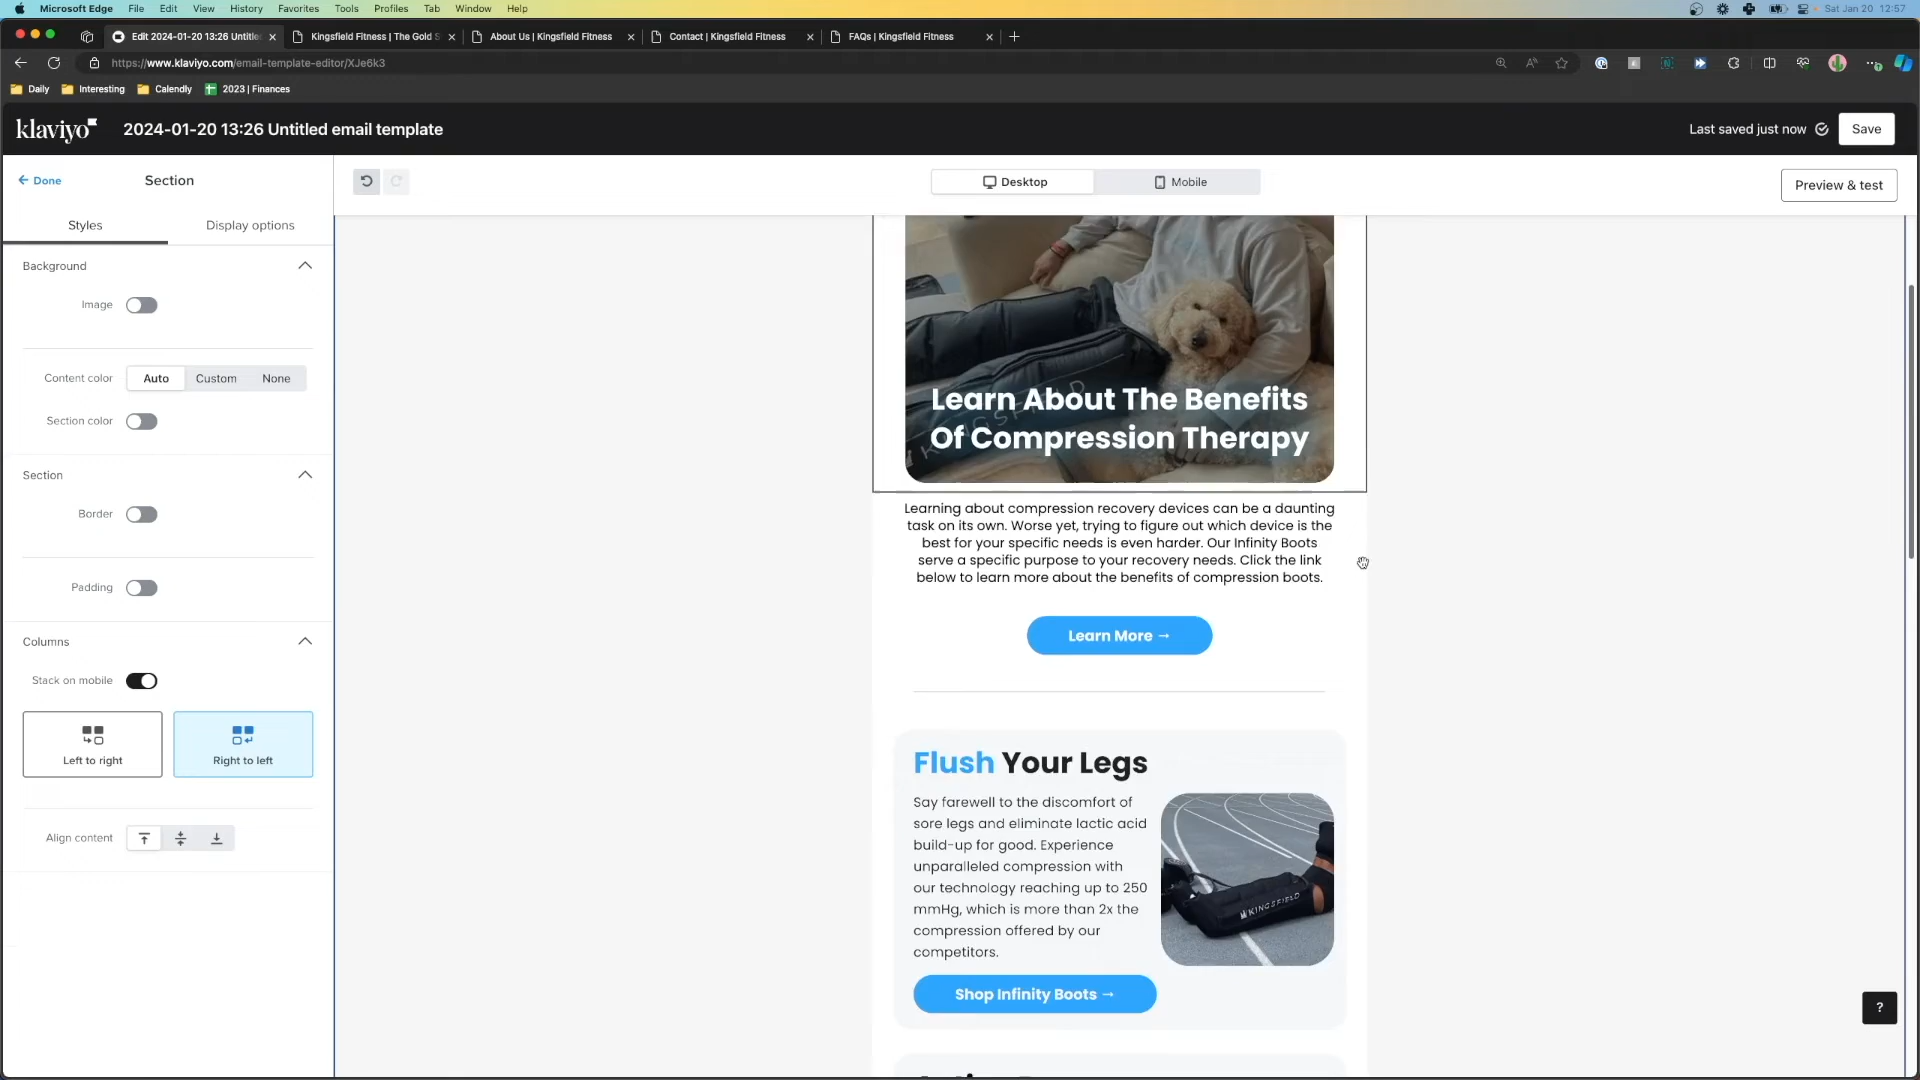 Microsoft Edge File Edit View History Favorites Tools Profiles Tab Window Help Sat Jan 20 12:57
Edit 2024-01-20 13:26 Untitle
Kingsfield Fitness | The Gold S
About Us | Kingsfield Fitness
Contact | Kingsfield Fitness
FAQs | Kingsfield Fitness
https://www.klaviyo.com/email-template-editor/XJe6k3
Daily Interesting Calendly 2023 | Finances
klaviyo 2024-01-20 13:26 Untitled email template Last saved just now Save
Done Section
Desktop Mobile Preview & test
Styles Display options
Background
Image
Content color Auto Custom None
Section color
Section
Border
Padding
Columns
Stack on mobile
Left to right Right to left
Align content
Learn About The Benefits
Of Compression Therapy
Learning about compression recovery devices can be a daunting
task on its own. Worse yet, trying to figure out which device is the
best for your specific needs is even harder. Our Infinity Boots
serve a specific purpose to your recovery needs. Click the link
below to learn more about the benefits of compression boots.
Learn More →
Flush Your Legs
Say farewell to the discomfort of
sore legs and eliminate lactic acid
build-up for good. Experience
unparalleled compression with
our technology reaching up to 250
mmHg, which is more than 2x the
compression offered by our
competitors.
KINGSFIELD
Shop Infinity Boots →
?